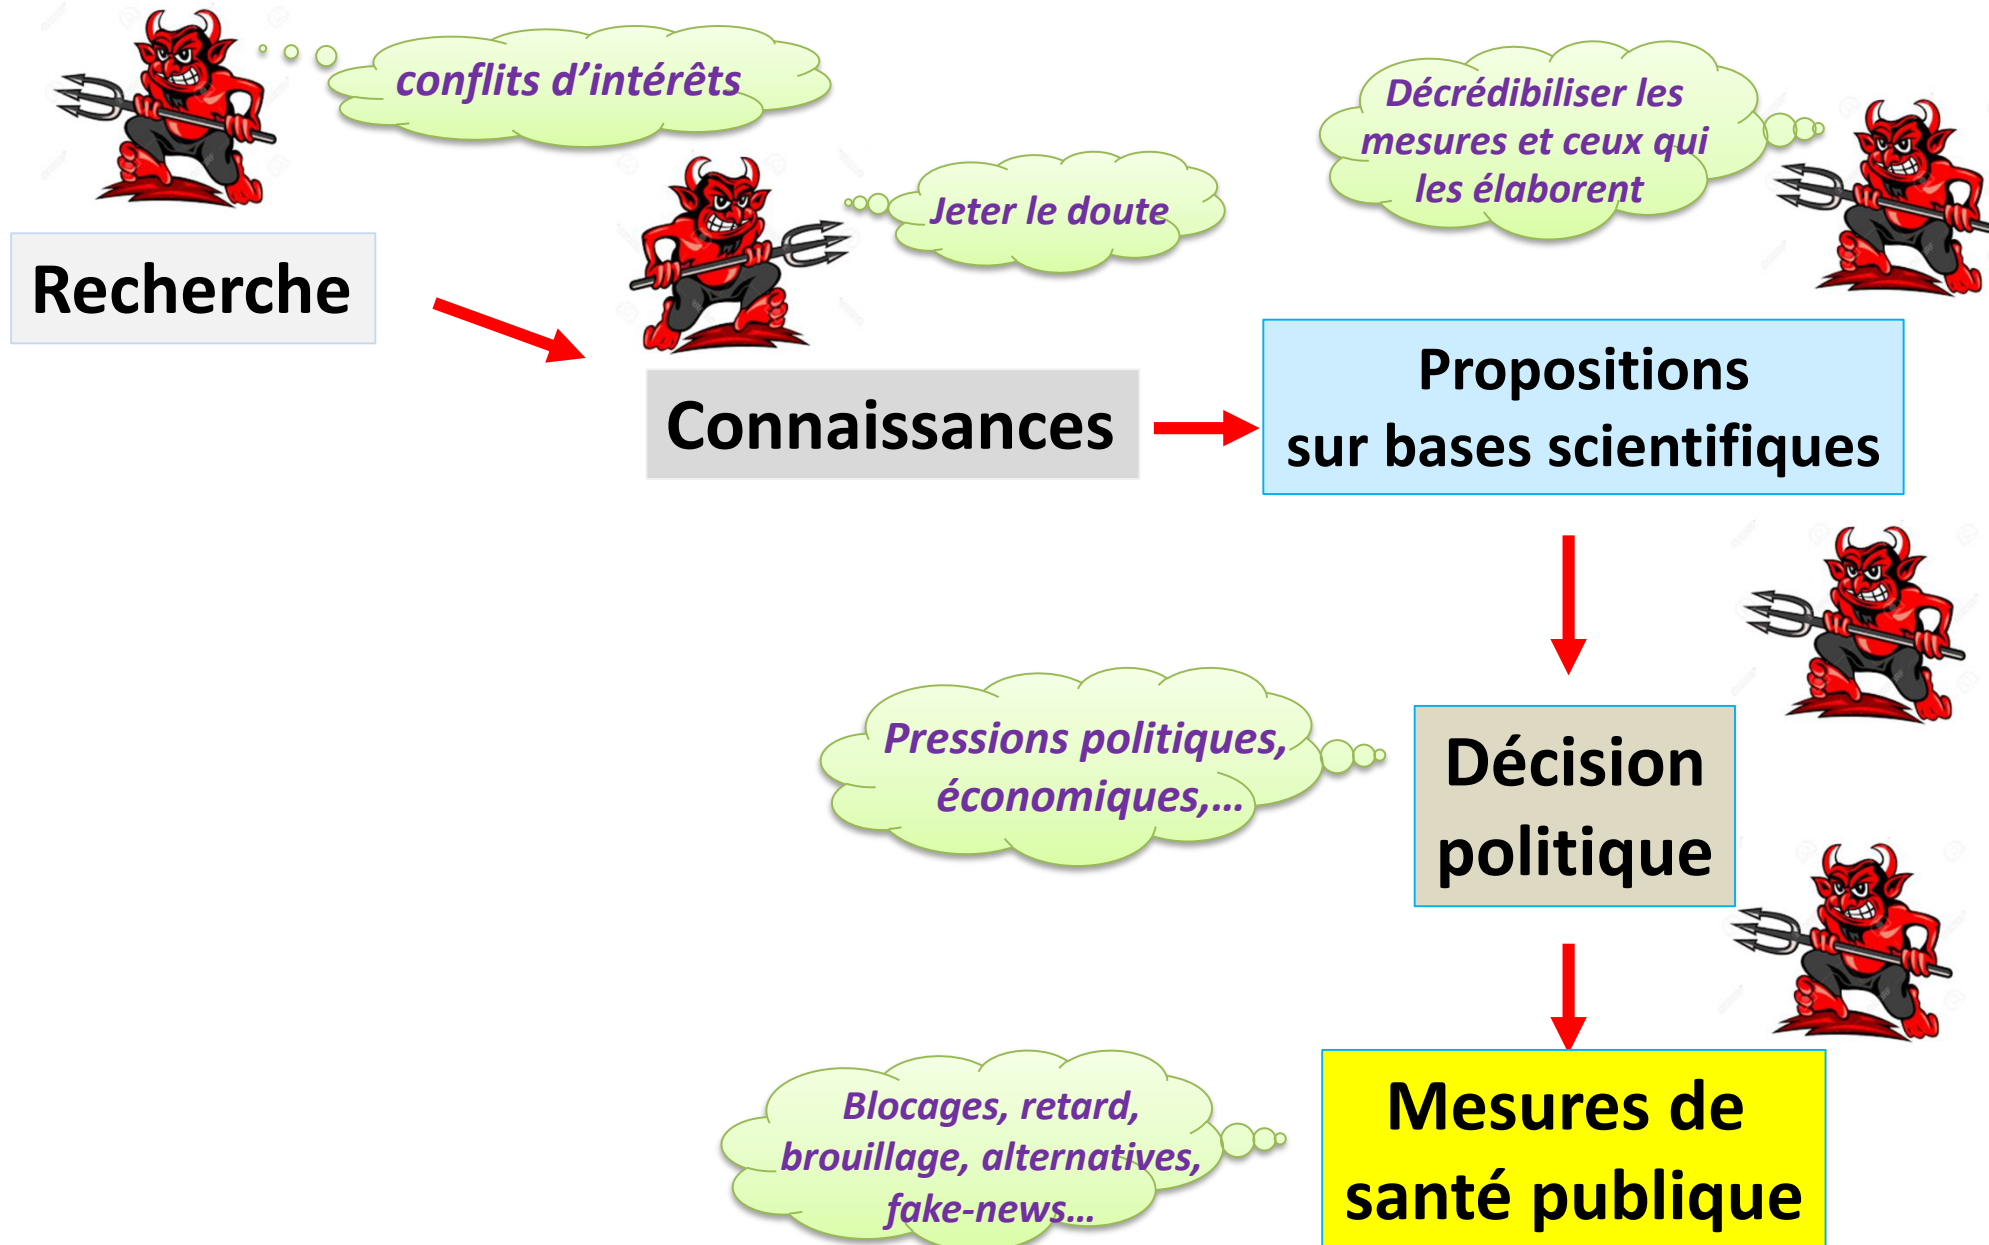 conflits d’intérêts
Décrédibiliser les
mesures et ceux qui
les élaborent
Jeter le doute
Recherche
Connaissances
Propositions
sur bases scientifiques
Pressions politiques,
économiques,…
Décision
politique
Blocages, retard,
brouillage, alternatives,
fake-news…
Mesures de
santé publique